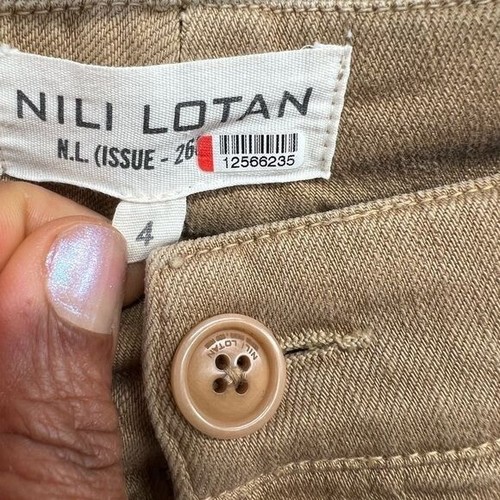 NILI LOTAN
N.L. (ISSUE - 26
12566235
4
NILI LOTAN